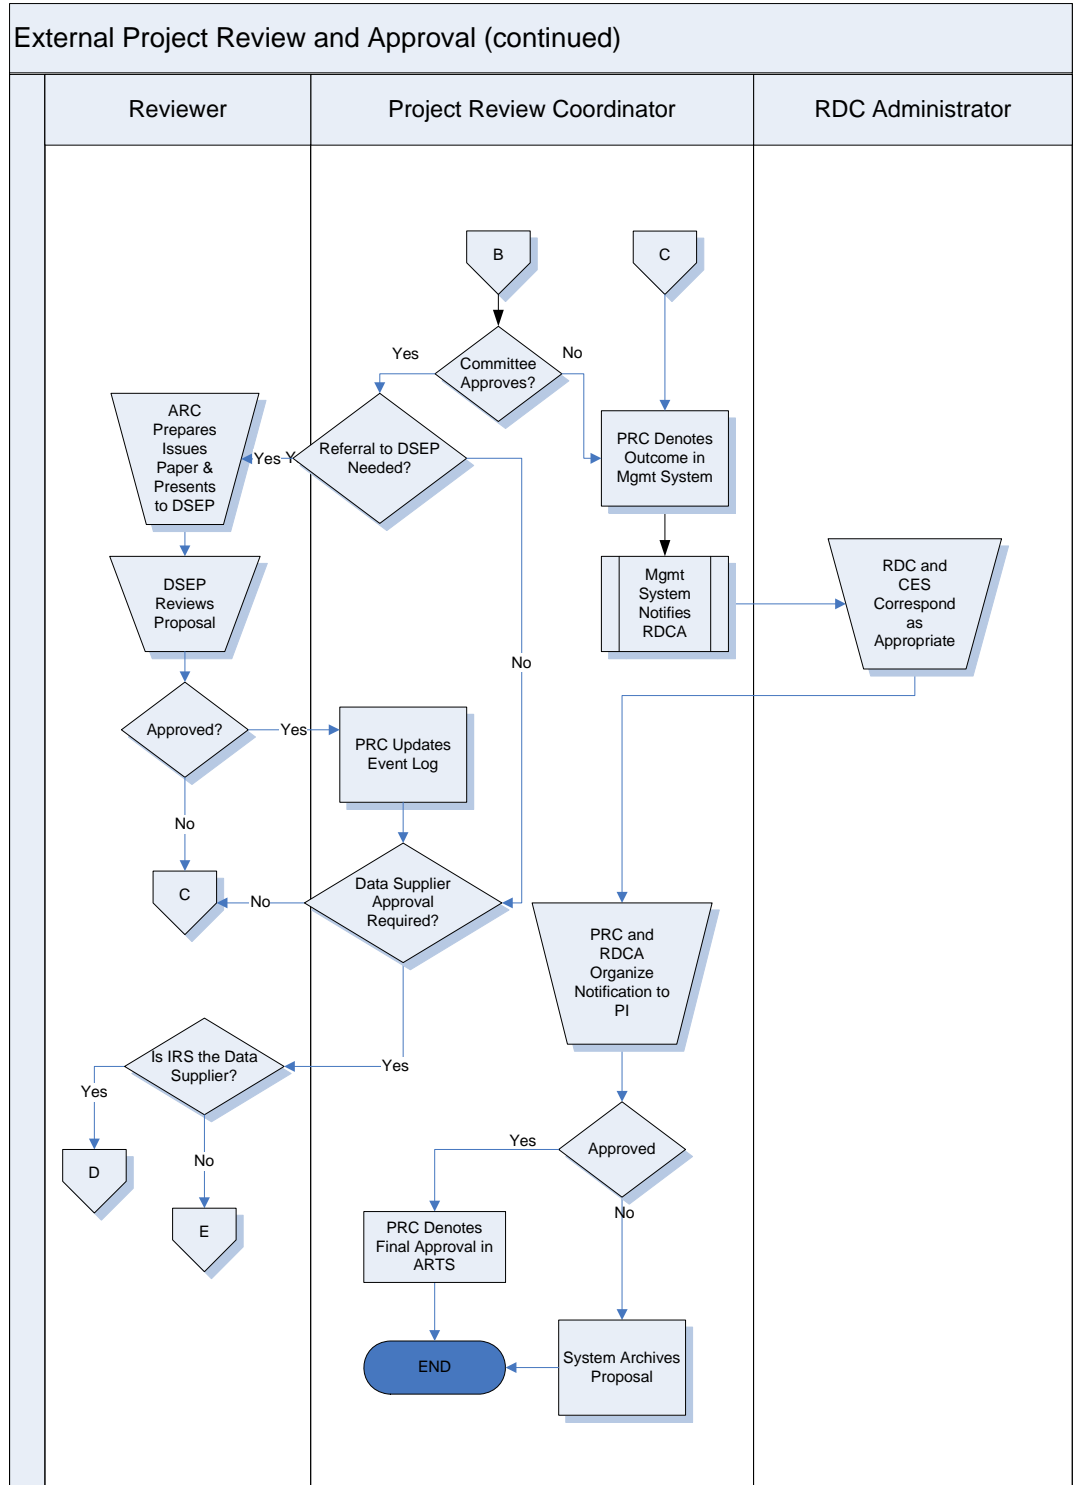 External Project Review and Approval (continued)
Reviewer
Project Review Coordinator
RDC Administrator
B
C
Committee
Approves?
Yes
No
ARC
Prepares
Issues
Paper &
Presents
to DSEP
Yes
Y
Referral to DSEP
Needed?
PRC Denotes
Outcome in
Mgmt System
DSEP
Reviews
Proposal
Mgmt
System
Notifies
RDCA
RDC and
CES
Correspond
as
Appropriate
No
Approved?
Yes
PRC Updates
Event Log
No
C
No
Data Supplier
Approval
Required?
PRC and
RDCA
Organize
Notification to
PI
Is IRS the Data
Supplier?
Yes
Yes
No
D
E
Yes
Approved
No
PRC Denotes
Final Approval in
ARTS
END
System Archives
Proposal